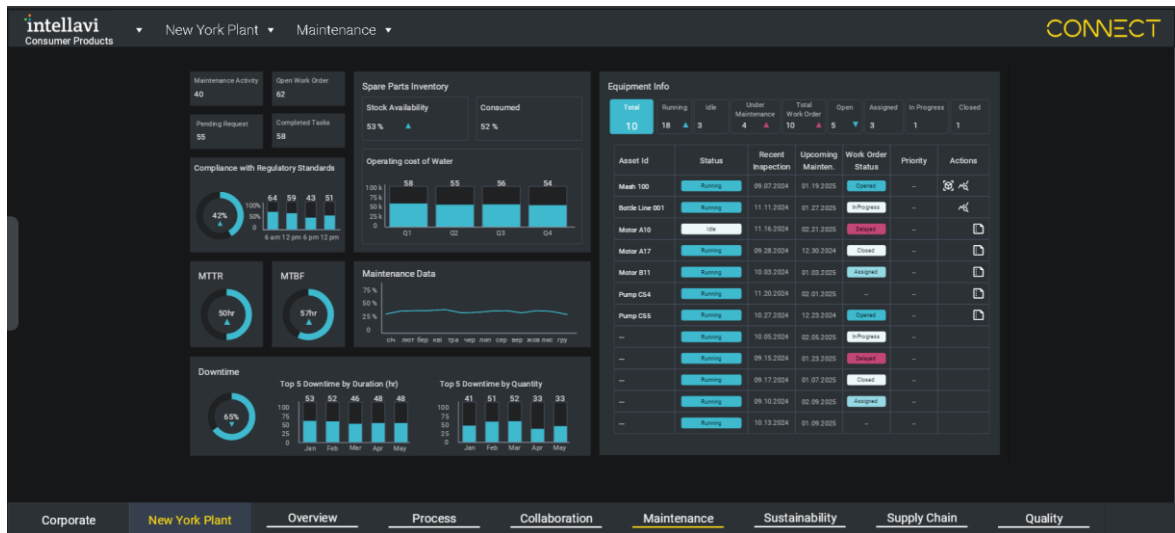 intellavi
Consumer Products
New York Plant
Maintenance
CONNECT
Maintenance Activity
40
Open Work Order
62
Pending Request
55
Completed Tasks
58
Compliance with Regulatory Standards
42%
100%
50%
0
64 59 43 51
6 am 12 pm 6 pm 12 pm
MTTR
50hr
MTBF
57hr
Spare Parts Inventory
Stock Availability
53 %
Consumed
52 %
Operating cost of Water
100 k
75 k
50 k
25 k
0
58 55 56 54
Q1 Q2 Q3 Q4
Maintenance Data
75 %
50 %
25 %
0
січ лют бер кві тра чер лип сер вер жов лис гру
Downtime
65%
Top 5 Downtime by Duration (hr)
100
75
50
25
0
53 52 46 48 48
Jan Feb Mar Apr May
Top 5 Downtime by Quantity
100
75
50
25
0
41 51 52 33 33
Jan Feb Mar Apr May
Equipment Info
Total
10
Running
18
Idle
3
Under Maintenance
4
Total Work Order
10
Open
5
Assigned
3
In Progress
1
Closed
1
Asset Id Status Recent Inspection Upcoming Mainten. Work Order Status Priority Actions
Mash 100 Running 09.07.2024 01.19.2025 Opened –
Bottle Line 001 Running 11.11.2024 01.27.2025 InProgress –
Motor A10 Idle 11.16.2024 02.21.2025 Delayed –
Motor A17 Running 09.28.2024 12.30.2024 Closed –
Motor B11 Running 10.03.2024 01.03.2025 Assigned –
Pump C54 Running 11.20.2024 02.01.2025 – –
Pump C55 Running 10.27.2024 12.23.2024 Opened –
– Running 10.05.2024 02.05.2025 InProgress –
– Running 09.15.2024 01.23.2025 Delayed –
– Running 09.17.2024 01.07.2025 Closed –
– Running 09.10.2024 02.09.2025 Assigned –
– Running 10.13.2024 01.09.2025 – –
Corporate
New York Plant
Overview
Process
Collaboration
Maintenance
Sustainability
Supply Chain
Quality